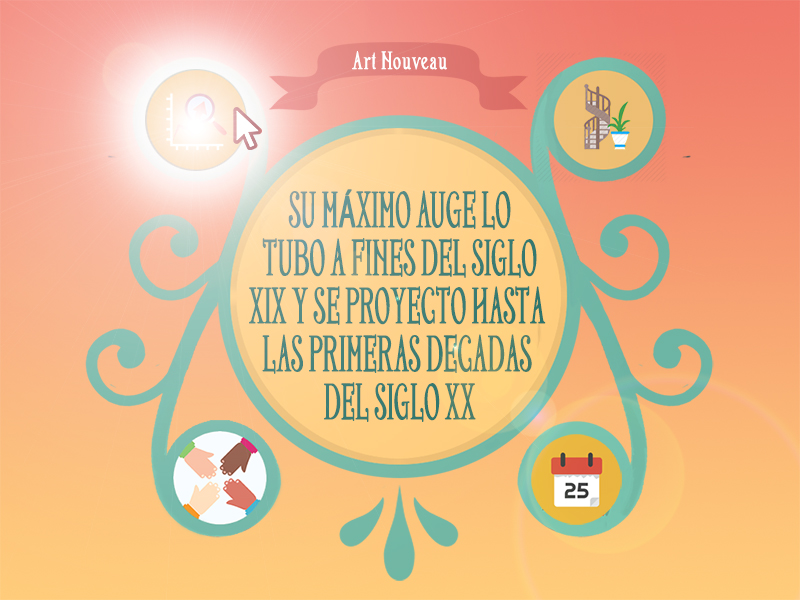 Art Nouveau
SU MÁXIMO AUGE LO
TUBO A FINES DEL SIGLO
XIX Y SE PROYECTO HASTA
LAS PRIMERAS DECADAS
DEL SIGLO XX
25